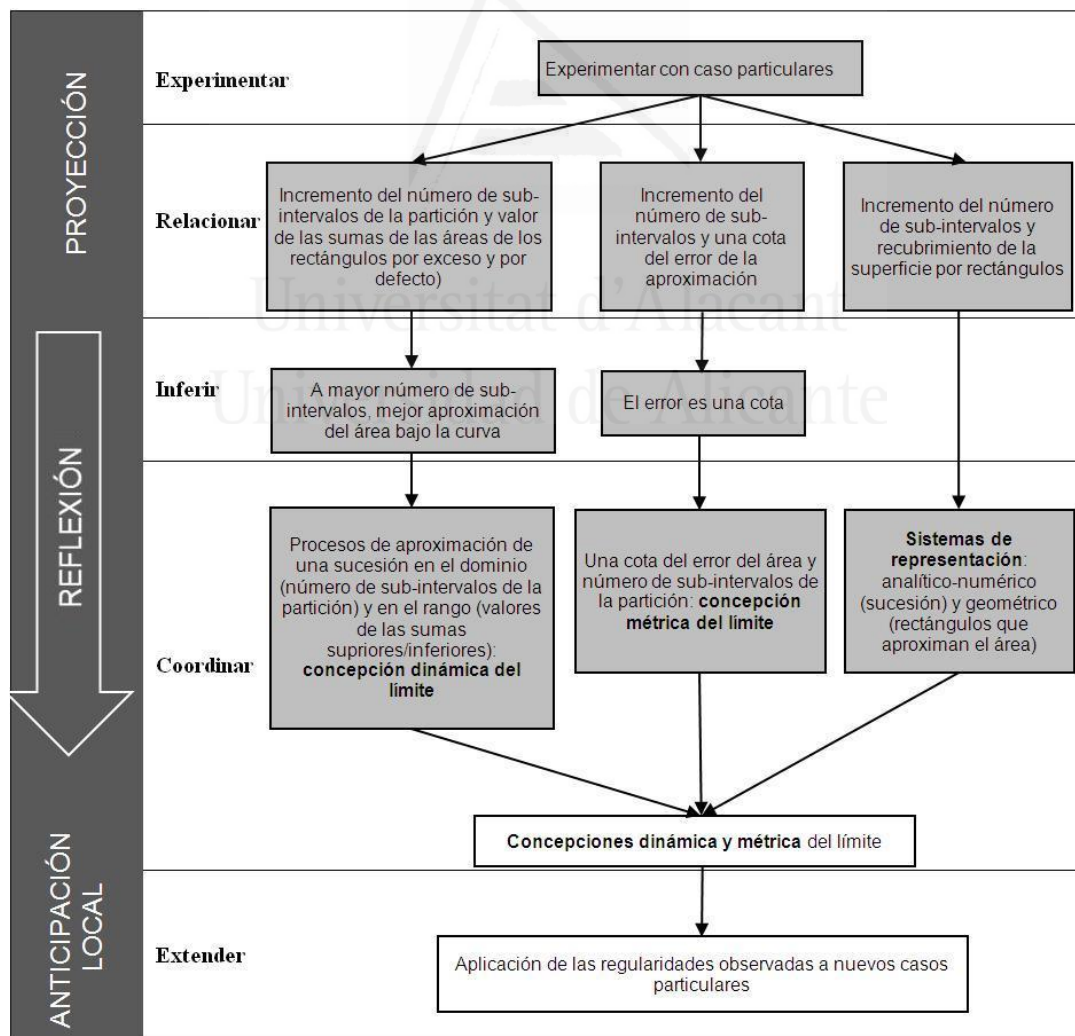 PROYECCIÓN
REFLEXIÓN
ANTICIPACIÓN
LOCAL
Experimentar
Experimentar con caso particulares
Relacionar
Incremento del número de sub-
intervalos de la partición y valor
de las sumas de las áreas de los
rectángulos por exceso y por
defecto)
Incremento del
número de sub-
intervalos y una cota
del error de la
aproximación
Incremento del número
de sub-intervalos y
recubrimiento de la
superficie por rectángulos
Universitat d'Alacant
Universidad de Alicante
Inferir
A mayor número de sub-
intervalos, mejor aproximación
del área bajo la curva
El error es una cota
Coordinar
Procesos de aproximación de
una sucesión en el dominio
(número de sub-intervalos de la
partición) y en el rango (valores
de las sumas
supriores/inferiores):
concepción dinámica del
límite
Una cota del error del área y
número de sub-intervalos de
la partición: concepción
métrica del límite
Sistemas de
representación:
analítico-numérico
(sucesión) y geométrico
(rectángulos que
aproximan el área)
Concepciones dinámica y métrica del límite
Extender
Aplicación de las regularidades observadas a nuevos casos
particulares